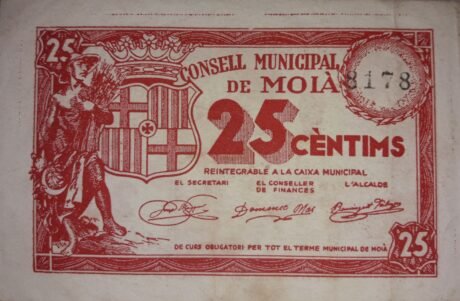 25
CONSELL MUNICIPAL
DE MOIÀ
8178
25 CÈNTIMS
REINTEGRABLE A LA CAIXA MUNICIPAL
EL SECRETARI
EL CONSELLER
DE FINANCES
L'ALCALDE
DE CURS OBLIGATORI PER TOT EL TERME MUNICIPAL DE MOIÀ
25